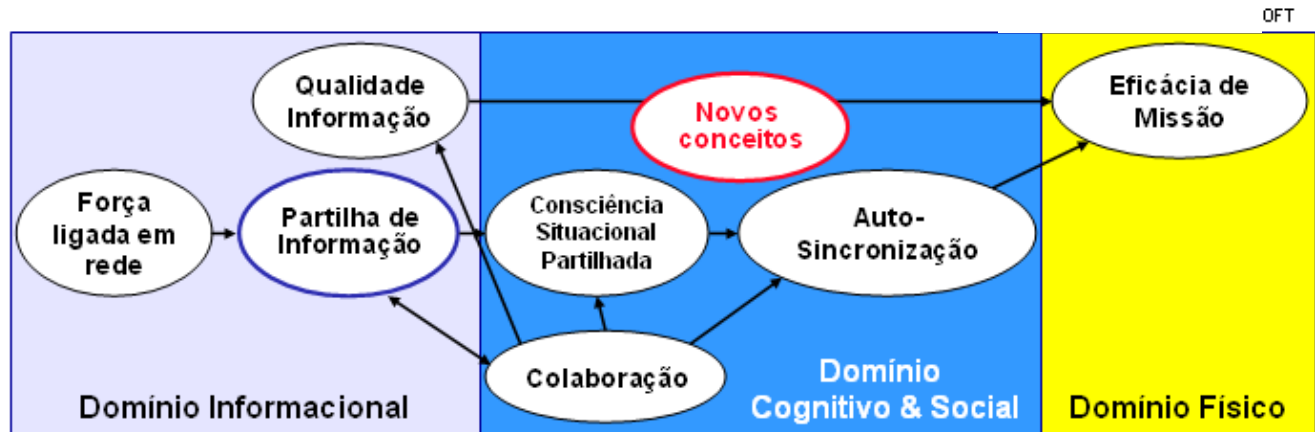 OFT
Qualidade
Informação
Novos
conceitos
Eficácia de
Missão
Força
ligada em
rede
Partilha de
Informação
Consciência
Situacional
Partilhada
Auto-
Sincronização
Colaboração
Domínio Informacional
Domínio
Cognitivo & Social
Domínio Físico